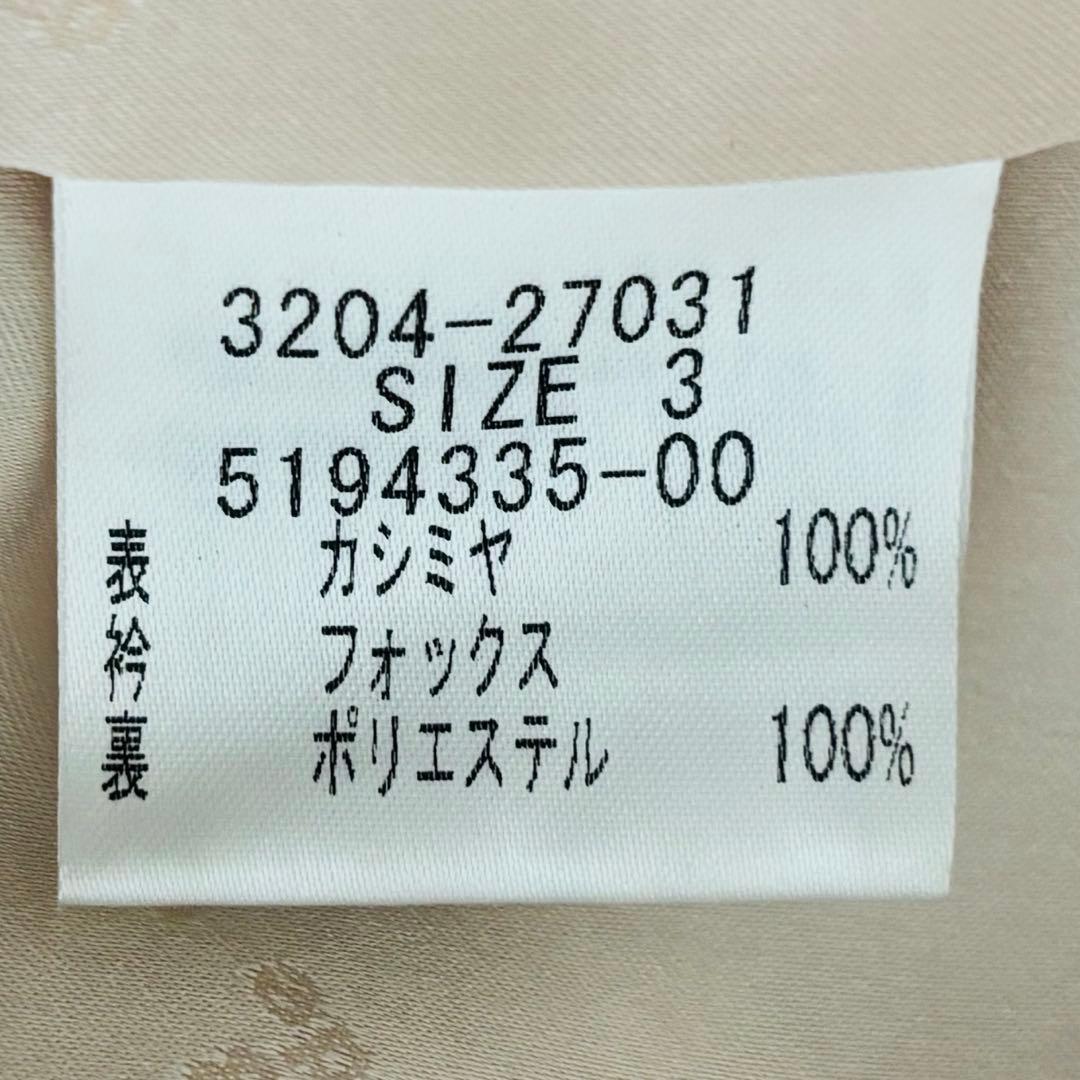 3204-27031
SIZE 3
5194335-00
表 カシミヤ 100%
衿 フォックス
裏 ポリエステル 100%